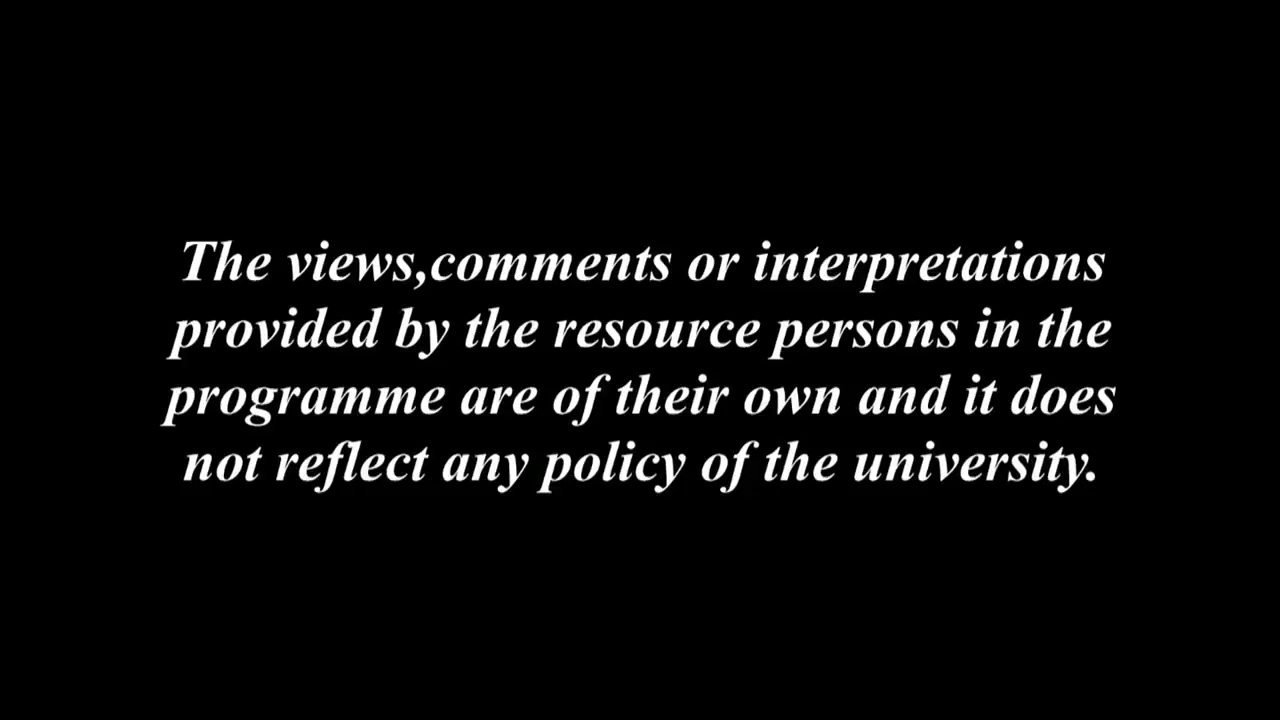 The views,comments or interpretations
provided by the resource persons in the
programme are of their own and it does
not reflect any policy of the university.